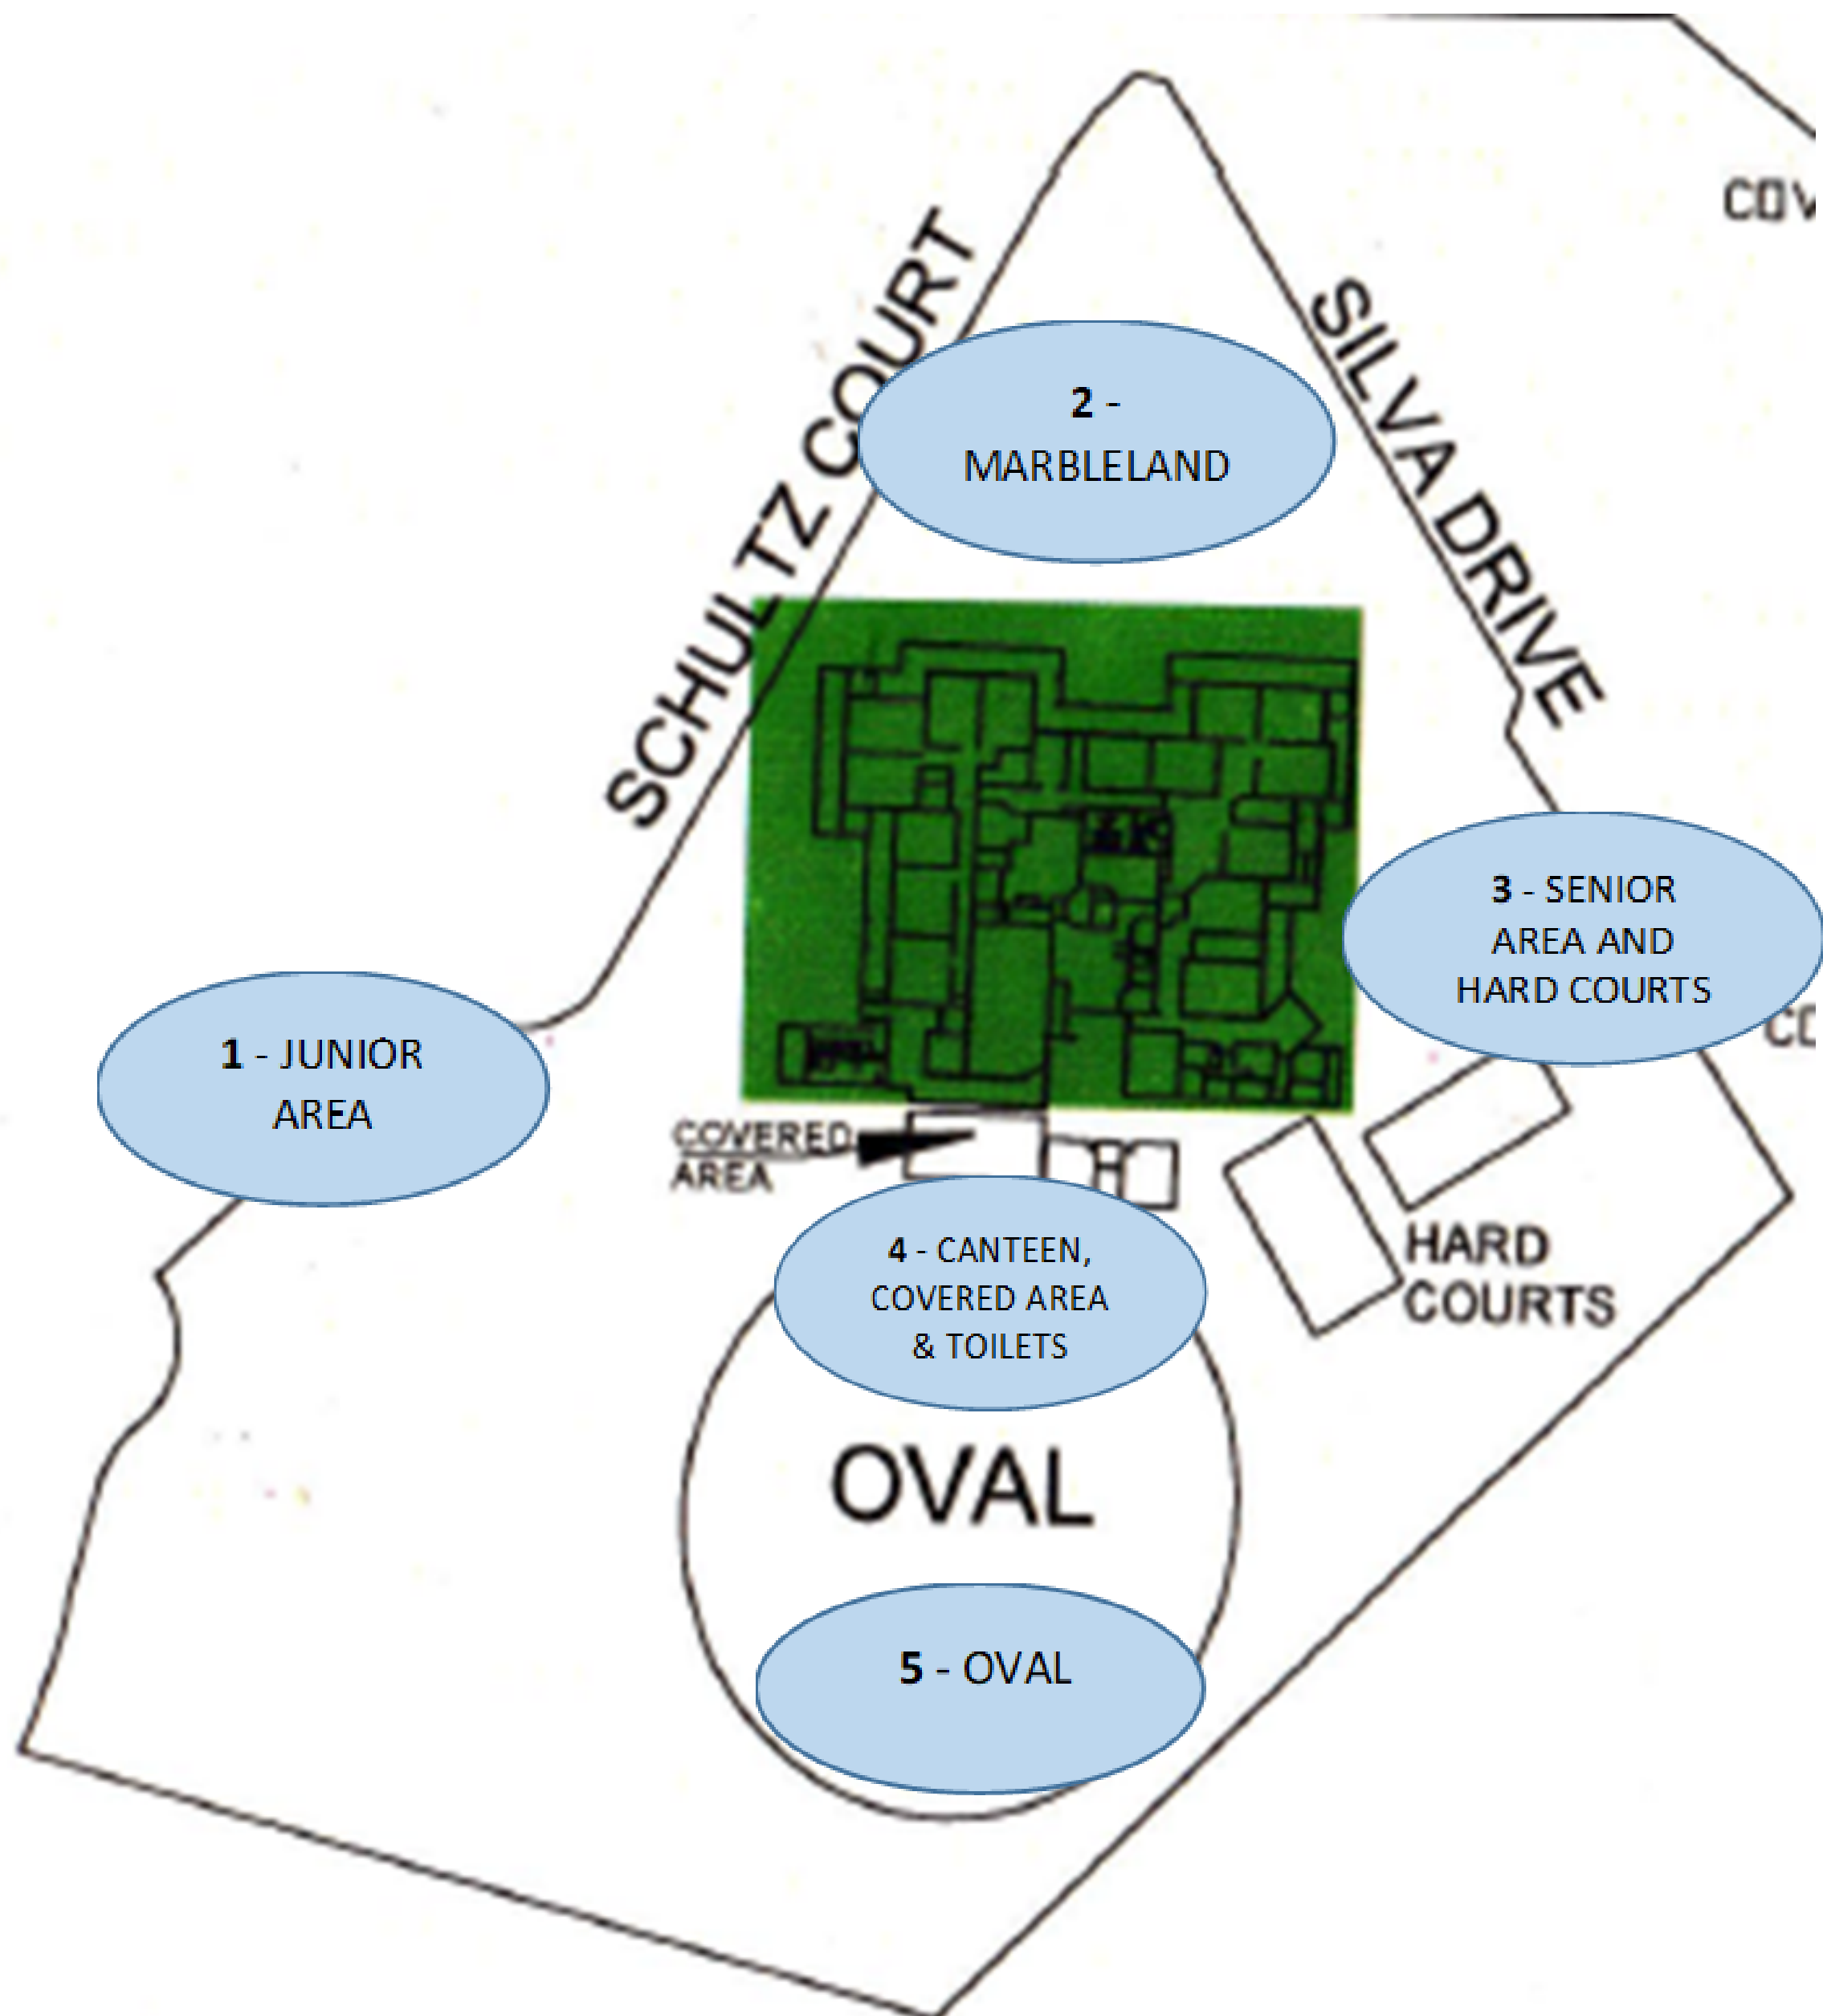 COV
SCHULTZ COURT
SILVA DRIVE
2 -
MARBLELAND
3 - SENIOR
AREA AND
HARD COURTS
1 - JUNIOR
AREA
COVERED
AREA
4 - CANTEEN,
COVERED AREA
& TOILETS
HARD
COURTS
OVAL
5 - OVAL